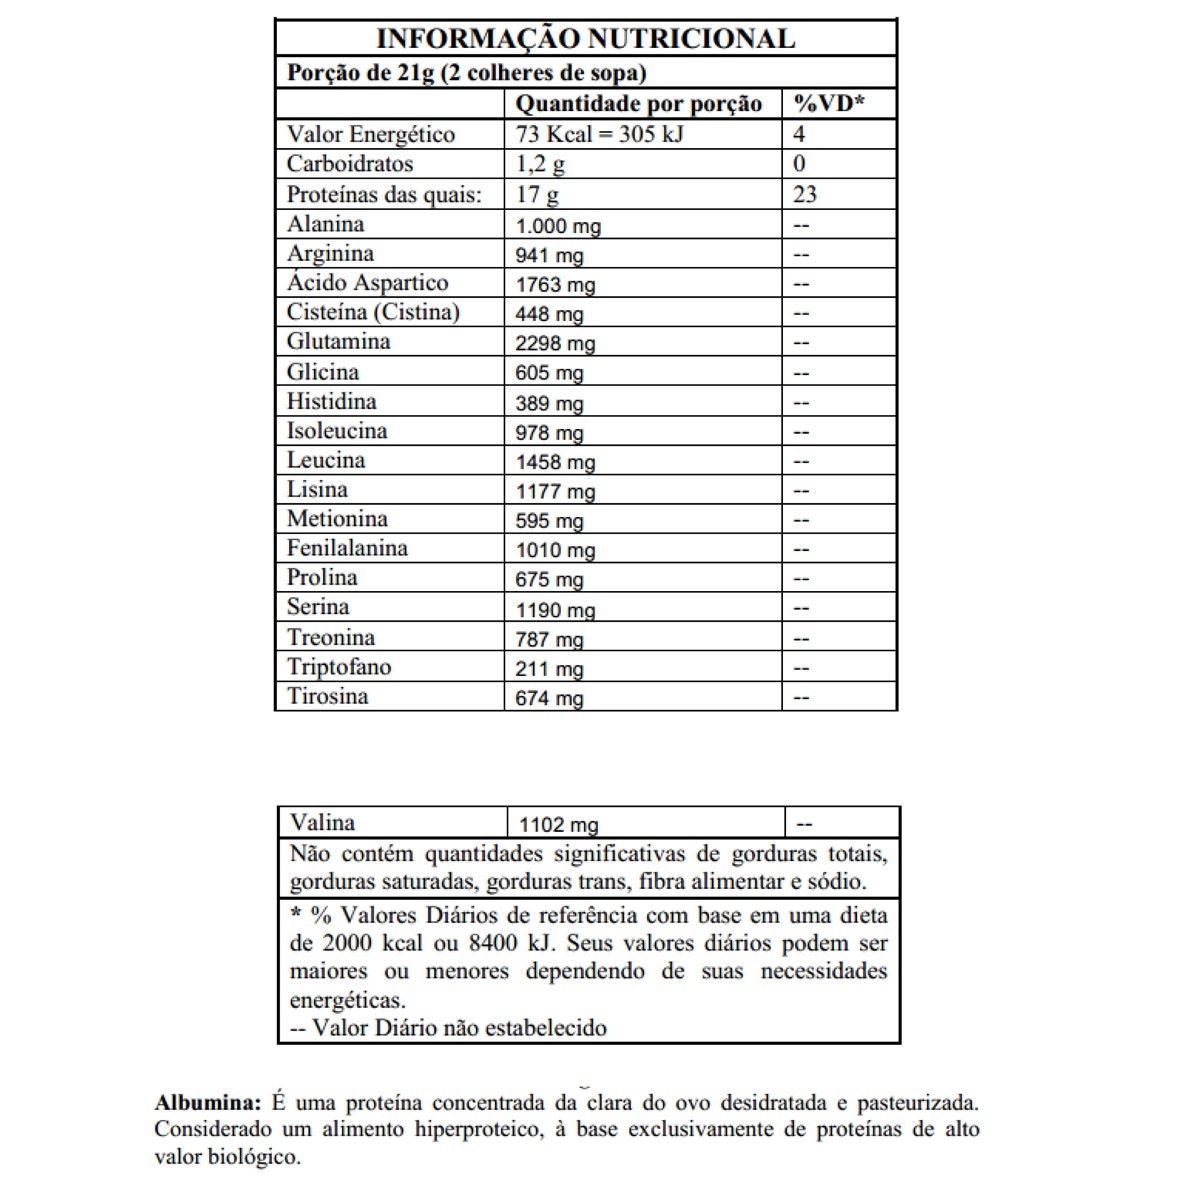 INFORMAÇÃO NUTRICIONAL
Porção de 21g (2 colheres de sopa)
Quantidade por porção %VD*
Valor Energético 73 Kcal = 305 kJ 4
Carboidratos 1,2 g 0
Proteínas das quais: 17 g 23
Alanina 1.000 mg --
Arginina 941 mg --
Ácido Aspartico 1763 mg --
Cisteína (Cistina) 448 mg --
Glutamina 2298 mg --
Glicina 605 mg --
Histidina 389 mg --
Isoleucina 978 mg --
Leucina 1458 mg --
Lisina 1177 mg --
Metionina 595 mg --
Fenilalanina 1010 mg --
Prolina 675 mg --
Serina 1190 mg --
Treonina 787 mg --
Triptofano 211 mg --
Tirosina 674 mg --
Valina 1102 mg --
Não contém quantidades significativas de gorduras totais,
gorduras saturadas, gorduras trans, fibra alimentar e sódio.
* % Valores Diários de referência com base em uma dieta
de 2000 kcal ou 8400 kJ. Seus valores diários podem ser
maiores ou menores dependendo de suas necessidades
energéticas.
-- Valor Diário não estabelecido
Albumina: É uma proteína concentrada da clara do ovo desidratada e pasteurizada.
Considerado um alimento hiperproteico, à base exclusivamente de proteínas de alto
valor biológico.